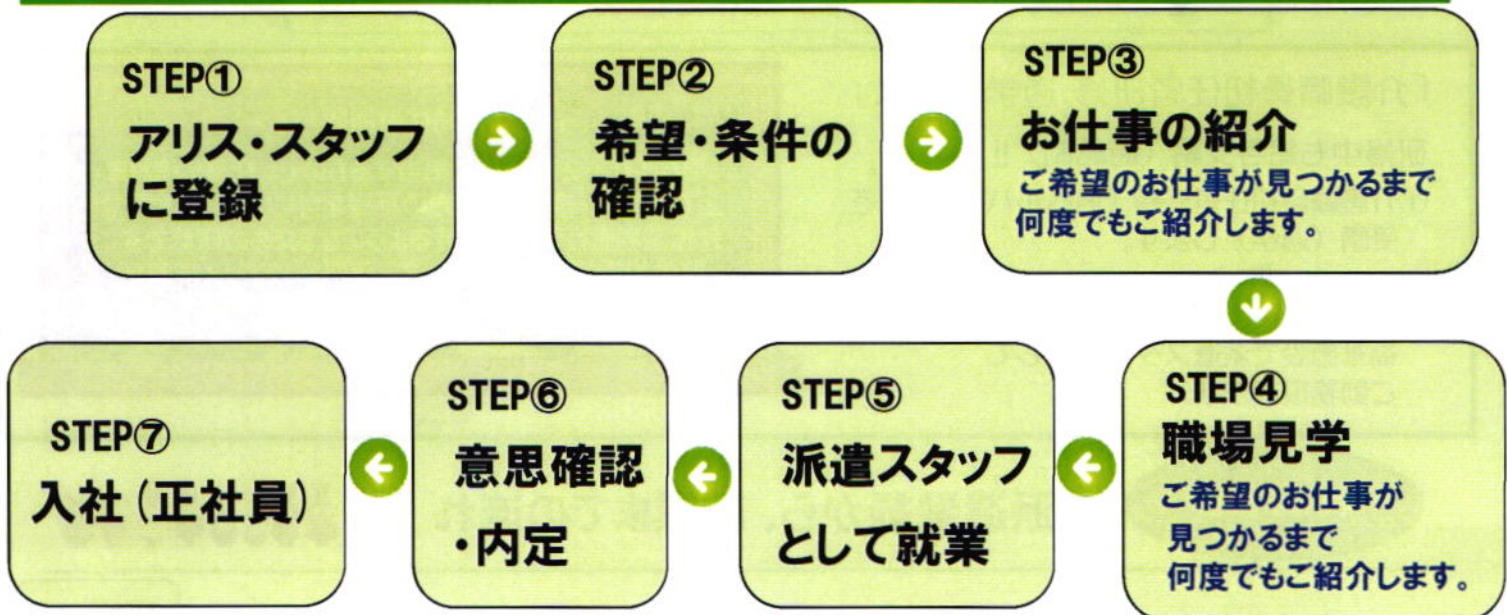 STEP①
アリス・スタッフ
に登録
STEP②
希望・条件の
確認
STEP③
お仕事の紹介
ご希望のお仕事が見つかるまで
何度でもご紹介します。
STEP④
職場見学
ご希望のお仕事が
見つかるまで
何度でもご紹介します。
STEP⑤
派遣スタッフ
として就業
STEP⑥
意思確認
・内定
STEP⑦
入社(正社員)